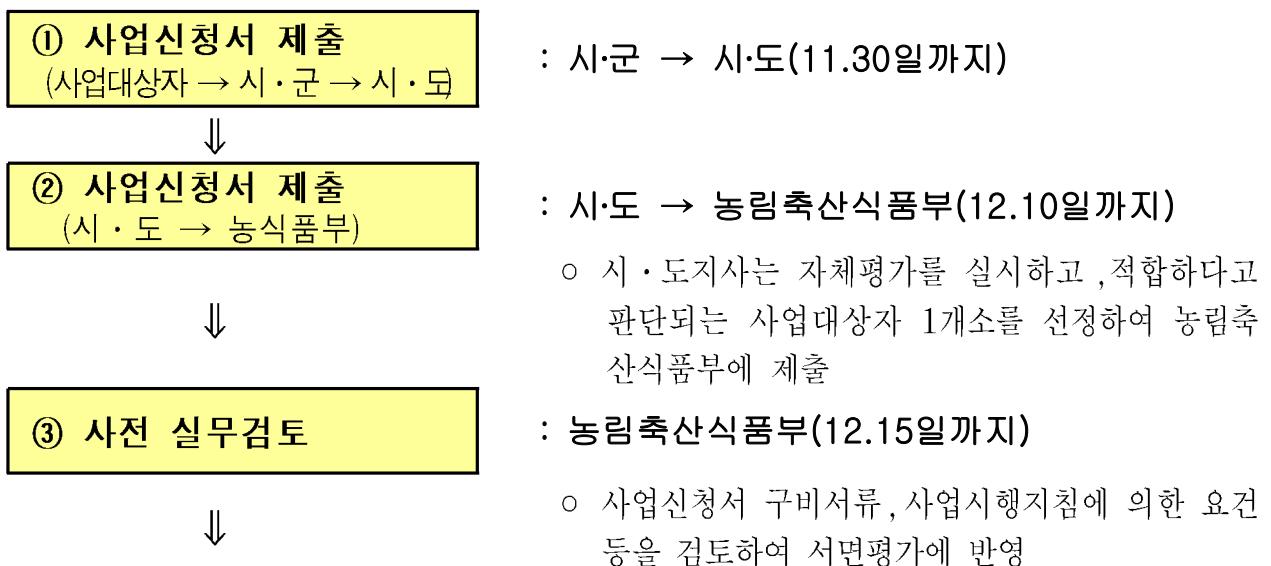 ① 사업신청서 제출
(사업대상자 → 시·군 → 시·도)
: 시·군 → 시·도(11.30일까지)
⇓
② 사업신청서 제출
(시·도 → 농식품부)
: 시·도 → 농림축산식품부(12.10일까지)
○ 시·도지사는 자체평가를 실시하고,적합하다고
판단되는 사업대상자 1개소를 선정하여 농림축
산식품부에 제출
⇓
③ 사전 실무검토
: 농림축산식품부(12.15일까지)
○ 사업신청서 구비서류,사업시행지침에 의한 요건
등을 검토하여 서면평가에 반영
⇓